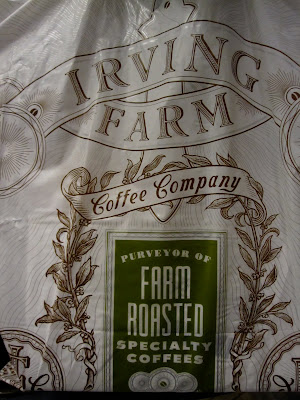 IRVING
FARM
Coffee Company
PURVEYOR OF
FARM
ROASTED
SPECIALTY
COFFEES